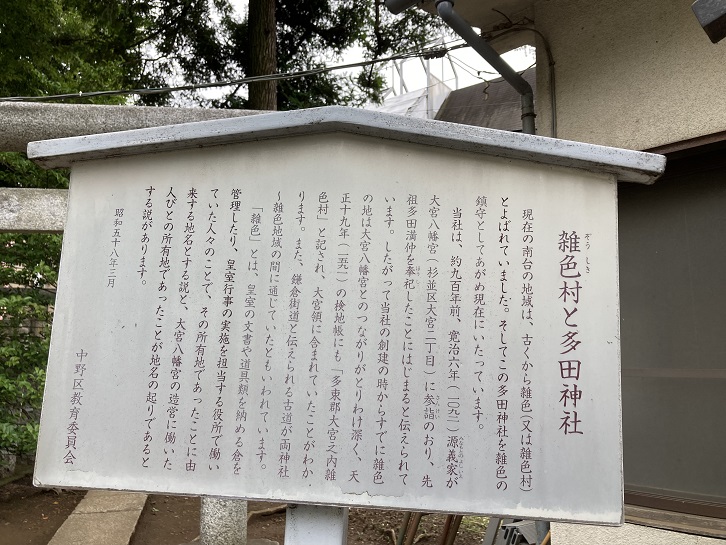 雑色村と多田神社
ぞう しき
現在の南台の地域は、古くから雑色（又は雑色村）
とよばれていました。そしてこの多田神社を雑色の
鎮守としてあがめ現在にいたっています。
当社は、約九百年前、寛治六年（一〇九二）源義家が
大宮八幡宮（杉並区大宮二丁目）に参詣のおり、先
祖多田満仲を奉祀したことにはじまると伝えられて
います。したがって当社の創建の時からすでに雑色
の地は大宮八幡宮とのつながりがとりわけ深く、天
正十九年（一五九一）の検地帳にも「多東郡大宮之内雑
色村」と記され、大宮領に含まれていたことがわか
ります。また、鎌倉街道と伝えられる古道が両神社
〜雑色地域の間に通じていたともいわれています。
「雑色」とは、皇室の文書や道具類を納める倉を
管理したり、皇室行事の実施を担当する役所で働い
ていた人々のことで、その所有地であったことに由
来する地名とする説と、大宮八幡宮の造営に働いた
人びとの所有地であったことが地名の起りであると
する説があります。
昭和五十八年三月
中野区教育委員会